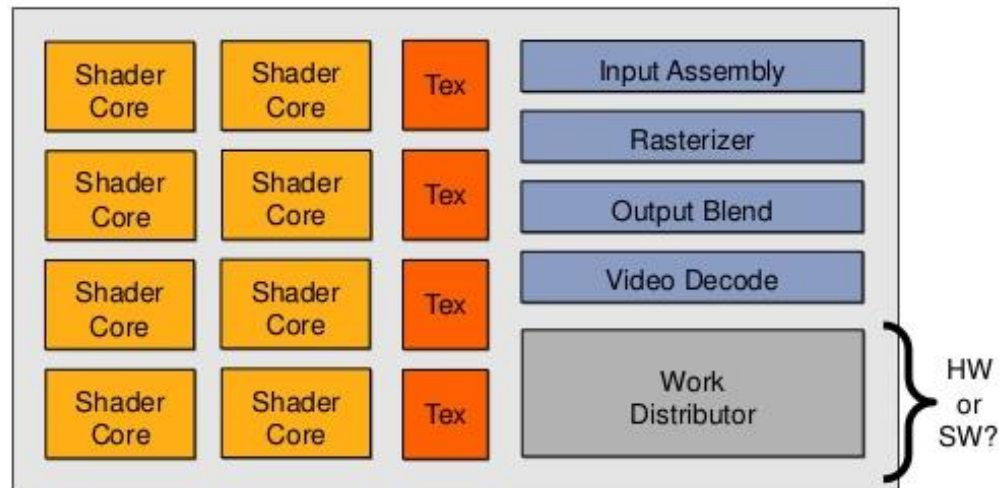 Shader
Core
Shader
Core
Tex
Input Assembly
Shader
Core
Shader
Core
Tex
Rasterizer
Output Blend
Shader
Core
Shader
Core
Tex
Video Decode
Shader
Core
Shader
Core
Tex
Work
Distributor
HW
or
SW?